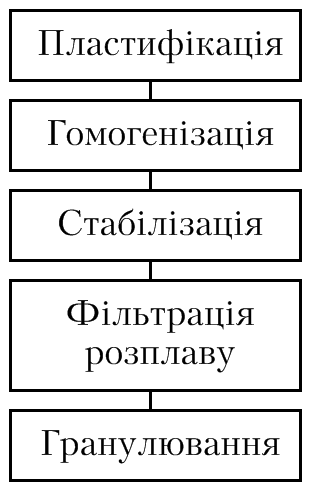 Пластифікація
Гомогенізація
Стабілізація
Фільтрація
розплаву
Гранулювання